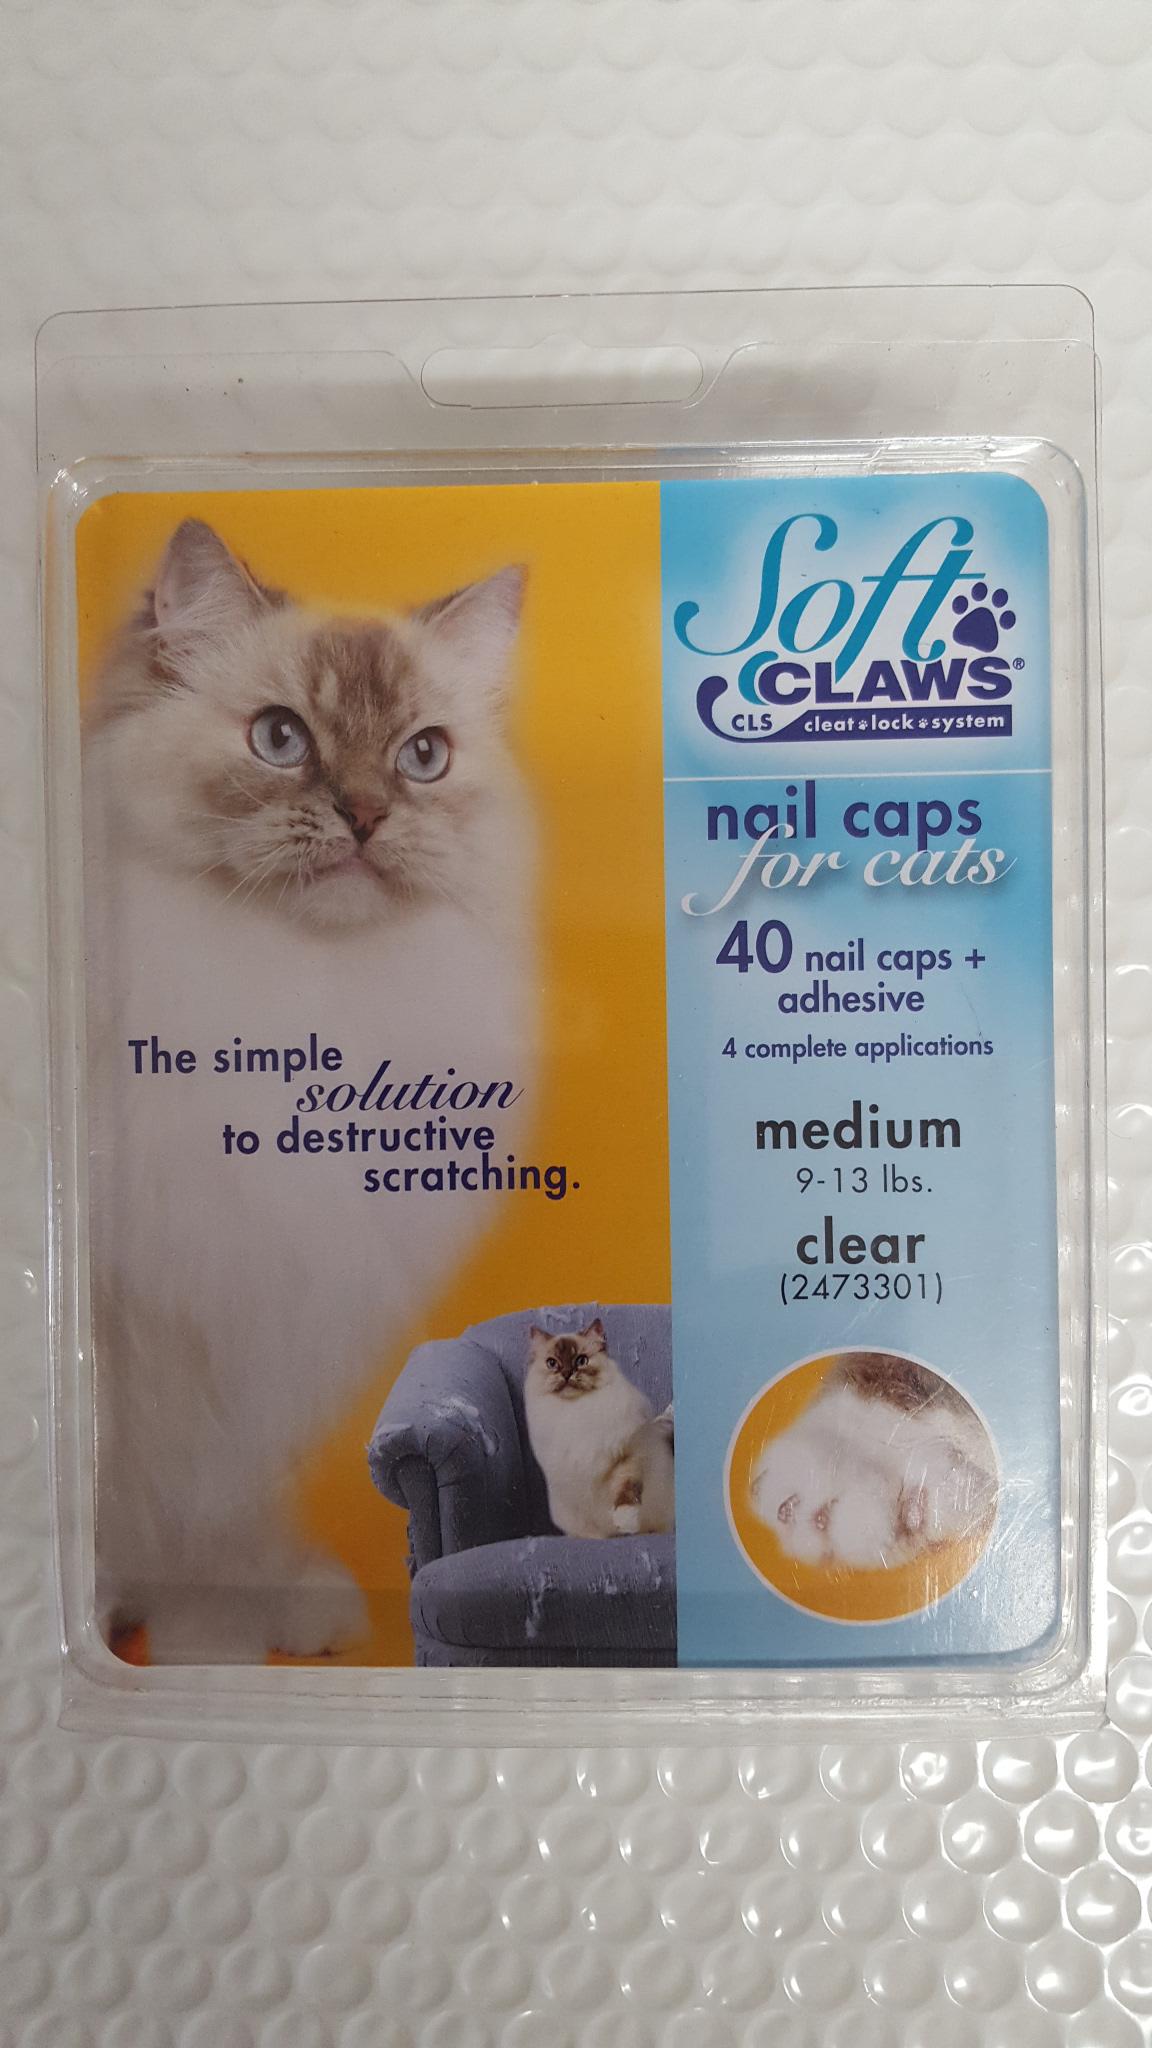 Soft
CLAWS®
CLS cleat lock system
nail caps
for cats
40 nail caps +
adhesive
4 complete applications
medium
9-13 lbs.
clear
(2473301)
The simple
solution
to destructive
scratching.